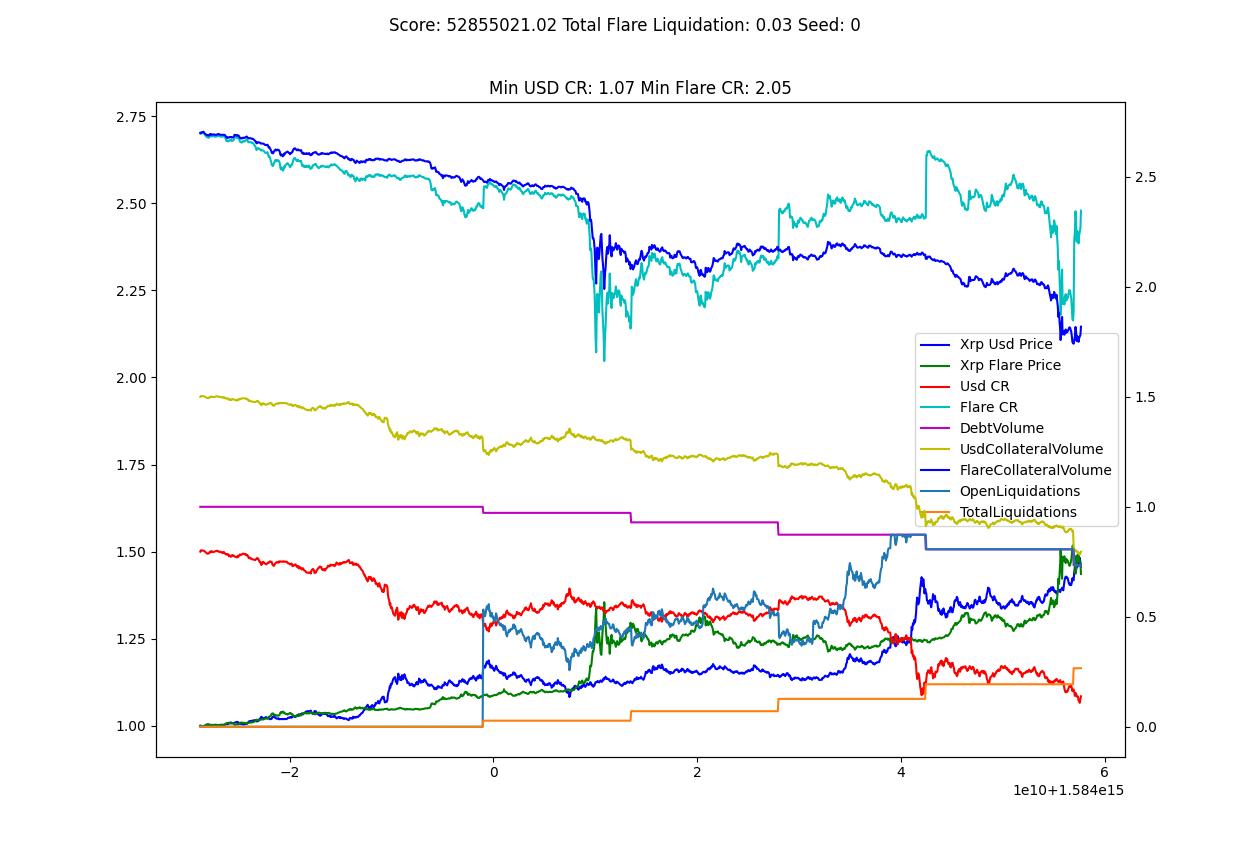 Score: 52855021.02 Total Flare Liquidation: 0.03 Seed: 0
Min USD CR: 1.07 Min Flare CR: 2.05
2.75
2.50
2.25
2.00
1.75
1.50
1.25
1.00
2.5
2.0
1.5
1.0
0.5
0.0
Xrp Usd Price
Xrp Flare Price
Usd CR
Flare CR
DebtVolume
UsdCollateralVolume
FlareCollateralVolume
OpenLiquidations
TotalLiquidations
−2 0 2 4 6
1e10+1.584e15